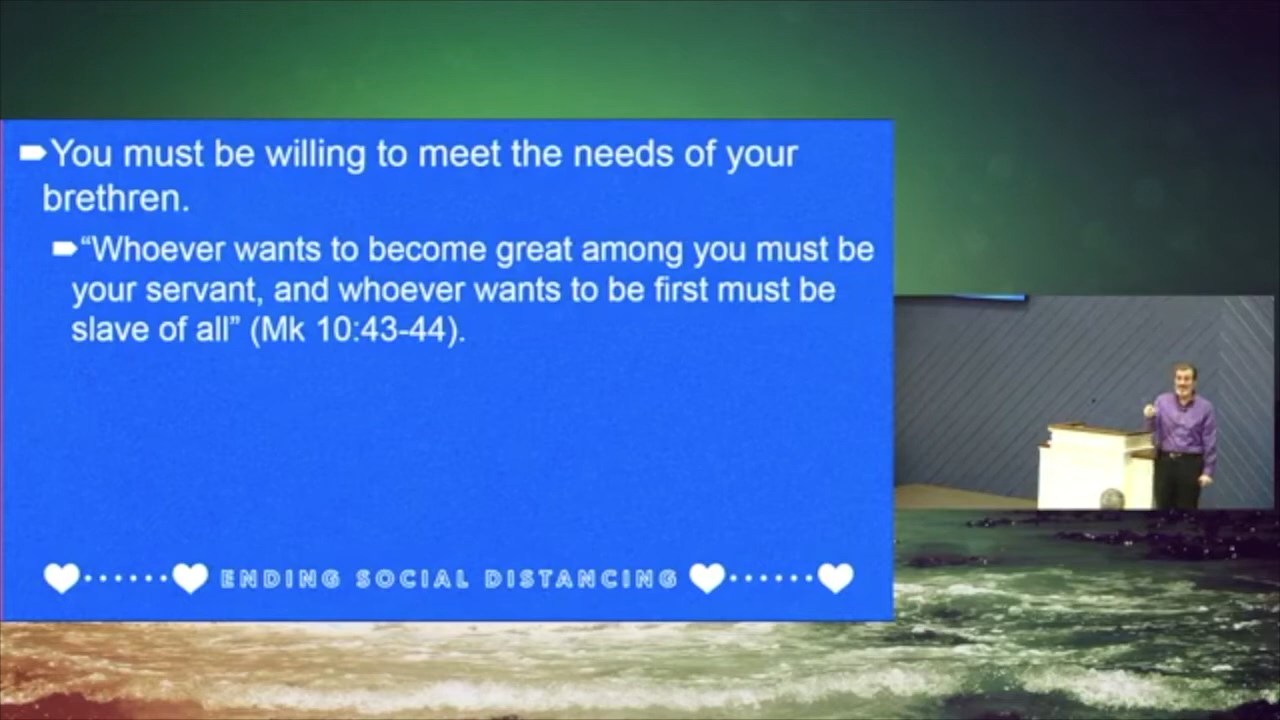 You must be willing to meet the needs of your
brethren.
“Whoever wants to become great among you must be
your servant, and whoever wants to be first must be
slave of all” (Mk 10:43-44).
ENDING SOCIAL DISTANCING